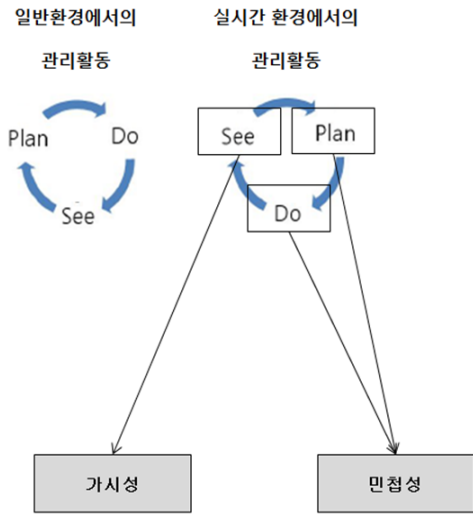 일반환경에서의
관리활동
실시간 환경에서의
관리활동
Plan
Do
See
See
Plan
Do
가시성
민첩성